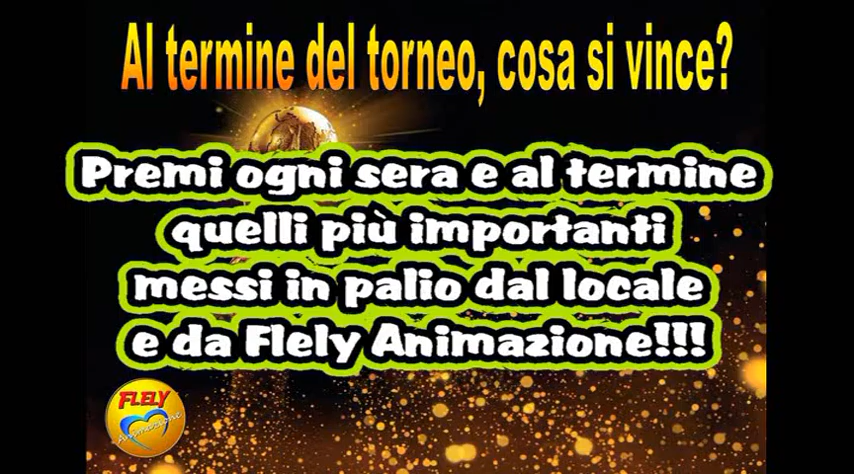 Al termine del torneo, cosa si vince?
Premi ogni sera e al termine
quelli più importanti
messi in palio dal locale
e da Flely Animazione!!!
FLELY
Animazione